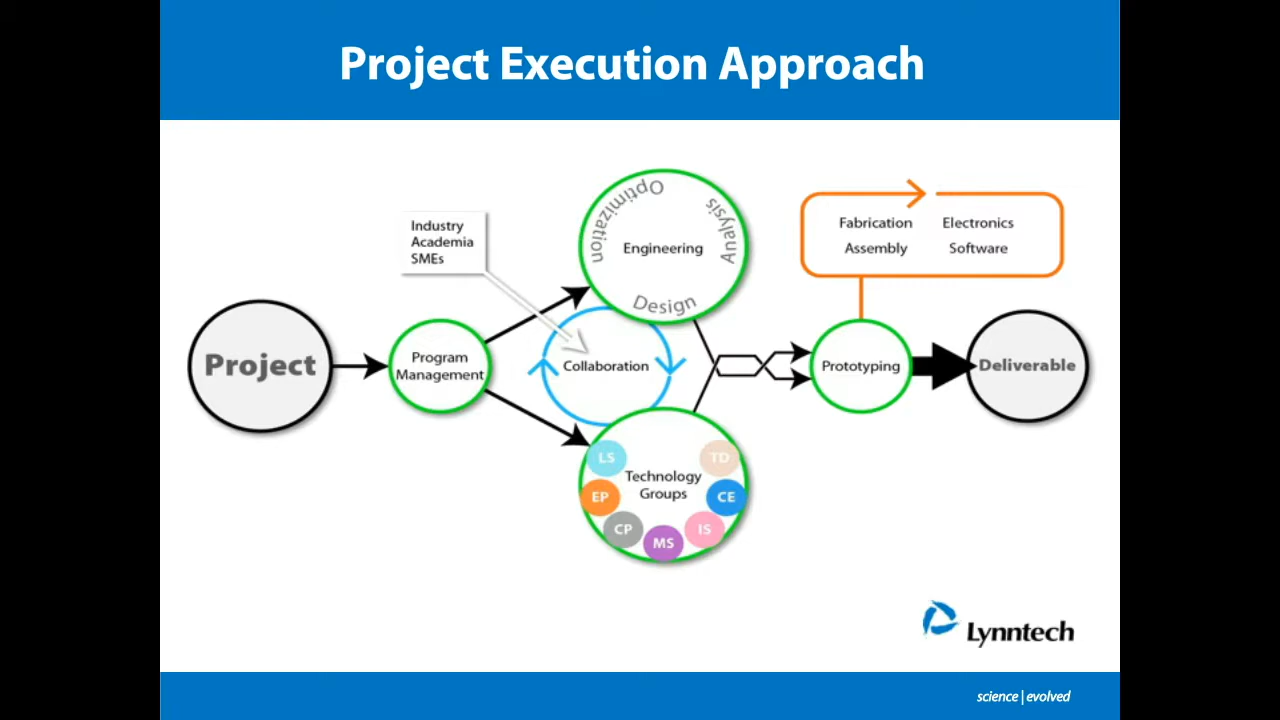 Project Execution Approach
Industry
Academia
SMEs
Optimization
Analysis
Engineering
Design
Fabrication
Electronics
Assembly
Software
Project
Program
Management
Collaboration
Prototyping
Deliverable
LS
TD
Technology
Groups
EP
CE
CP
IS
MS
Lynntech
science | evolved